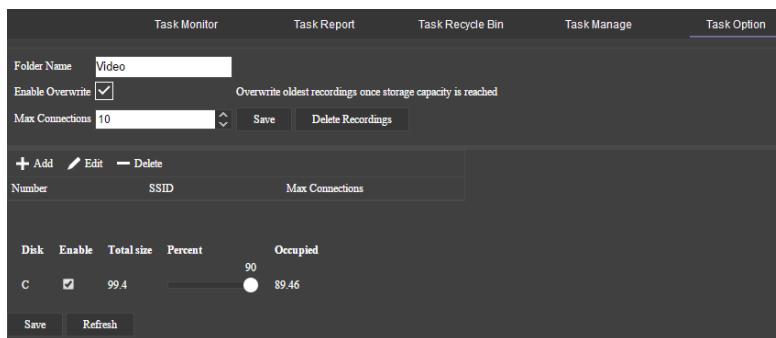 Task Monitor Task Report Task Recycle Bin Task Manage Task Option
Folder Name Video
Enable Overwrite Overwrite oldest recordings once storage capacity is reached
Max Connections 10 Save Delete Recordings
Add Edit Delete
Number SSID Max Connections
Disk Enable Total size Percent Occupied
90
C 99.4 89.46
Save Refresh